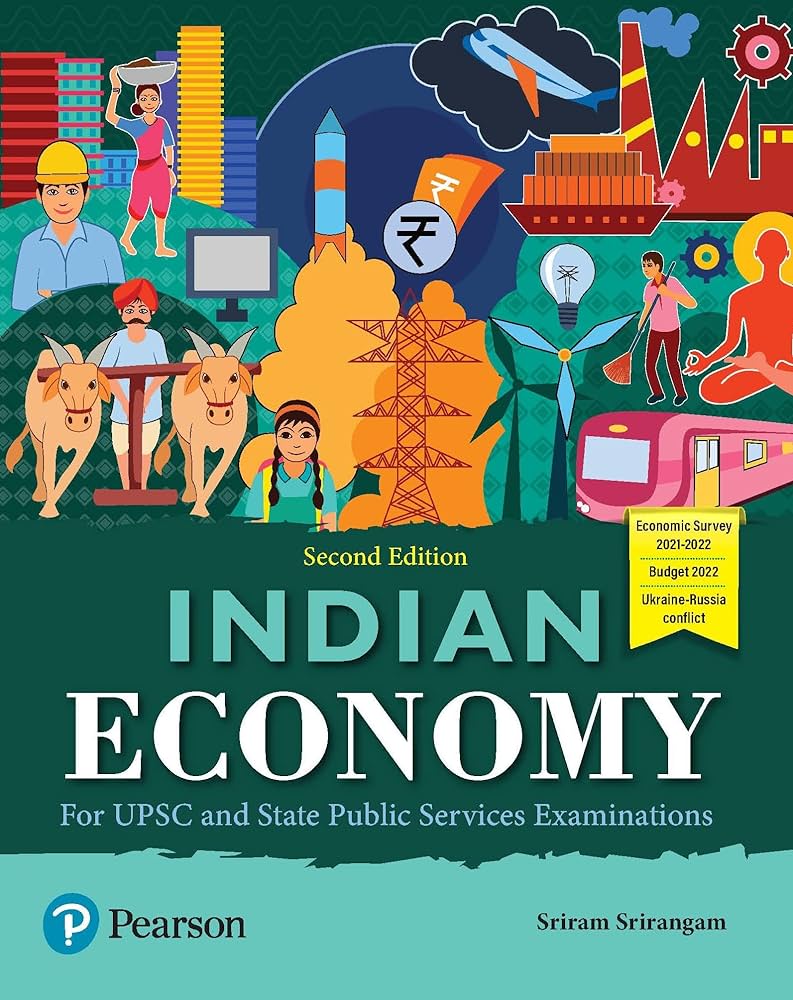 ₹
₹
Second Edition
Economic Survey
2021-2022
Budget 2022
Ukraine-Russia
conflict
INDIAN
ECONOMY
For UPSC and State Public Services Examinations
P Pearson
Sriram Srirangam